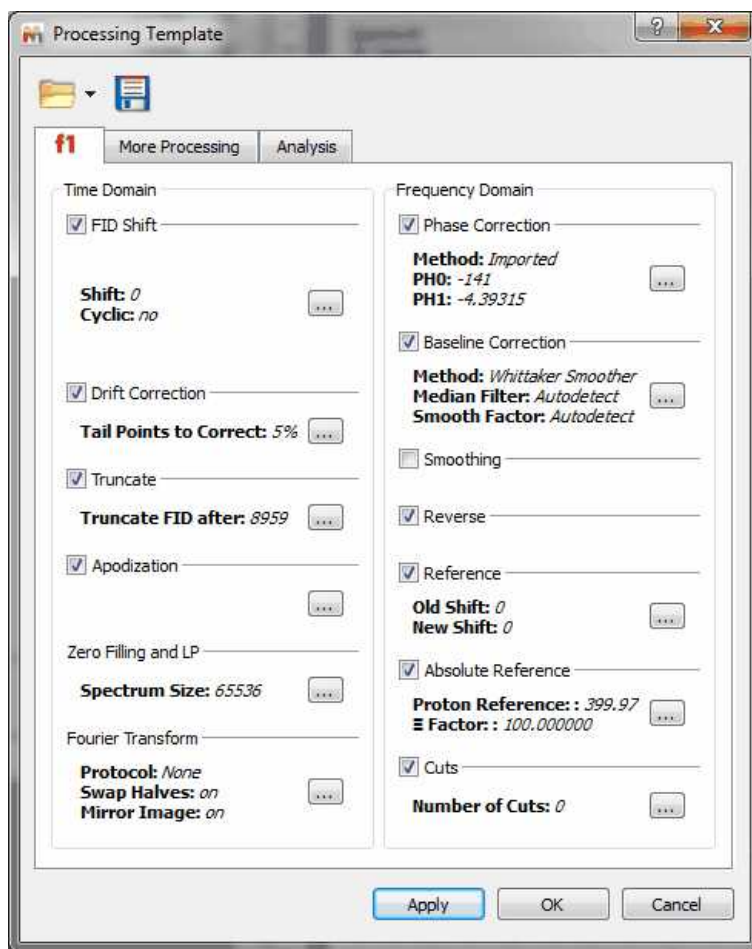 Processing Template
f1
More Processing
Analysis
Time Domain
FID Shift
Shift: 0
Cyclic: no
Drift Correction
Tail Points to Correct: 5% ...
Truncate
Truncate FID after: 8959 ...
Apodization
...
Zero Filling and LP
Spectrum Size: 65536 ...
Fourier Transform
Protocol: None
Swap Halves: on ...
Mirror Image: on
Frequency Domain
Phase Correction
Method: Imported
PH0: -141 ...
PH1: -4.39315
Baseline Correction
Method: Whittaker Smoother
Median Filter: Autodetect ...
Smooth Factor: Autodetect
Smoothing
Reverse
Reference
Old Shift: 0
New Shift: 0
Absolute Reference
Proton Reference: : 399.97
Ξ Factor: : 100.000000
Cuts
Number of Cuts: 0 ...
Apply
OK
Cancel